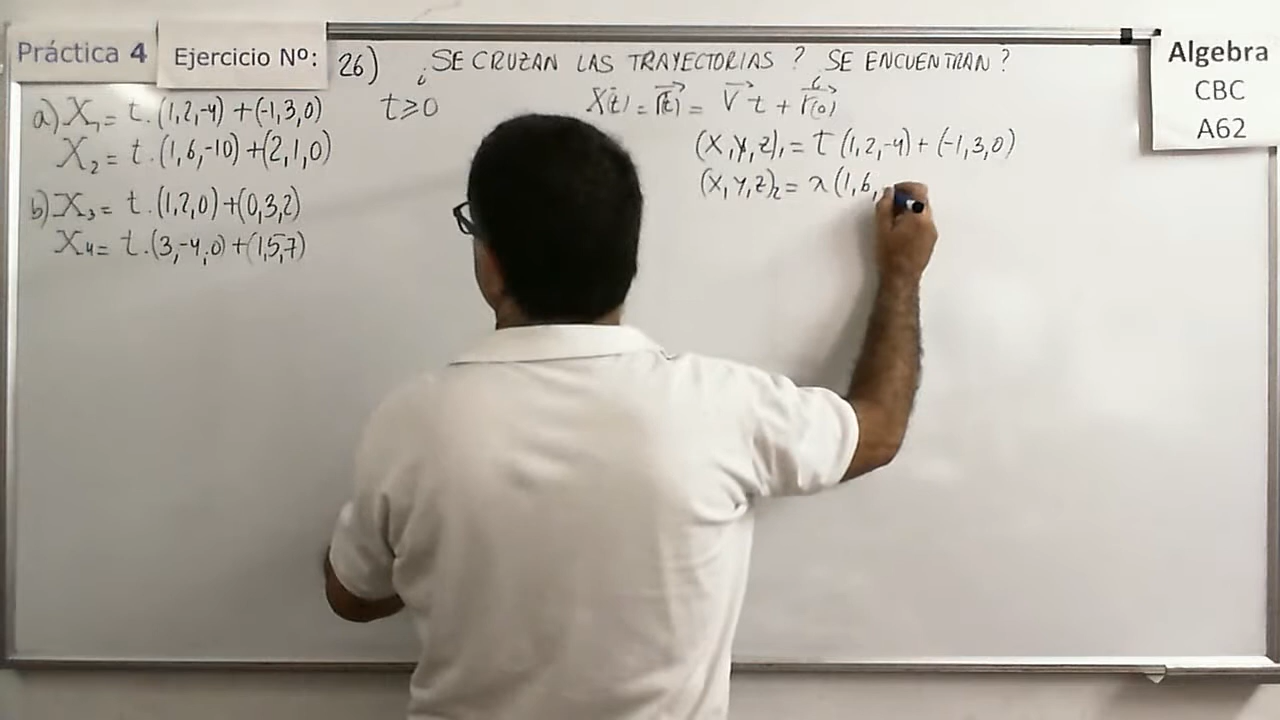 Práctica 4
Ejercicio Nº:
26) ¿SE CRUZAN LAS TRAYECTORIAS ? SE ENCUENTRAN ?
Algebra
CBC
A62
a) X₁= t.(1,2,-4)+(-1,3,0)
t≥0
X₂= t.(1,6,-10)+(2,1,0)
b) X₃= t.(1,2,0)+(0,3,2)
X₄= t.(3,-4,0)+(1,5,7)
X(t) = r(t) = V t + r(0)
(X,Y,Z)₁= t (1,2,-4)+(-1,3,0)
(X,Y,Z)₂= λ(1,6,